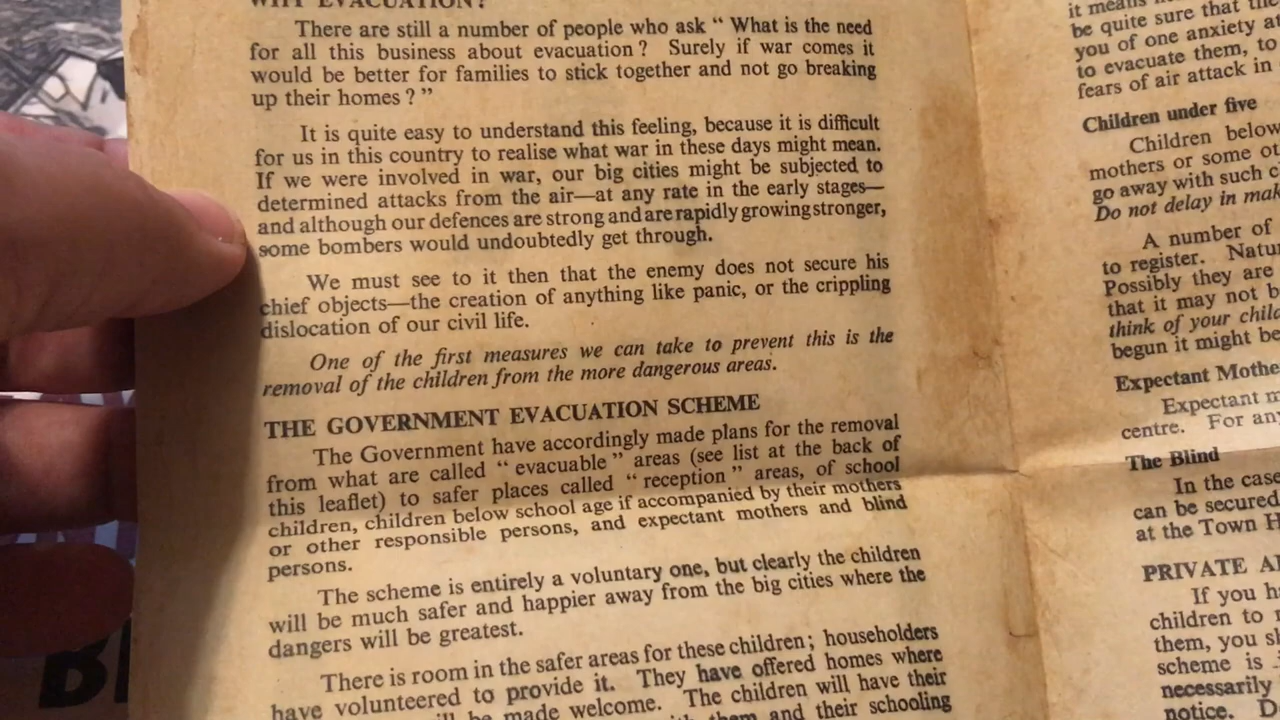 WHY EVACUATION?
There are still a number of people who ask “ What is the need
for all this business about evacuation ? Surely if war comes it
would be better for families to stick together and not go breaking
up their homes ? ”
It is quite easy to understand this feeling, because it is difficult
for us in this country to realise what war in these days might mean.
If we were involved in war, our big cities might be subjected to
determined attacks from the air—at any rate in the early stages—
and although our defences are strong and are rapidly growing stronger,
some bombers would undoubtedly get through.
We must see to it then that the enemy does not secure his
chief objects—the creation of anything like panic, or the crippling
dislocation of our civil life.
One of the first measures we can take to prevent this is the
removal of the children from the more dangerous areas.
THE GOVERNMENT EVACUATION SCHEME
The Government have accordingly made plans for the removal
from what are called “ evacuable ” areas (see list at the back of
this leaflet) to safer places called “ reception ” areas, of school
children, children below school age if accompanied by their mothers
or other responsible persons, and expectant mothers and blind
persons.
The scheme is entirely a voluntary one, but clearly the children
will be much safer and happier away from the big cities where the
dangers will be greatest.
There is room in the safer areas for these children ; householders
have volunteered to provide it. They have offered homes where
be made welcome. The children will have their
them and their schooling
it means
be quite sure that the
you of one anxiety
to evacuate them, to
fears of air attack in
Children under five
Children below
mothers or some
go away with such
Do not delay in
A number of
to register.
Possibly they are
that it may not
think of your
begun it might
Expectant
Expectant
centre. For
The Blind
In the case
can be secured
at the Town
PRIVATE
If you
children to
them, you
scheme is
necessarily
notice.